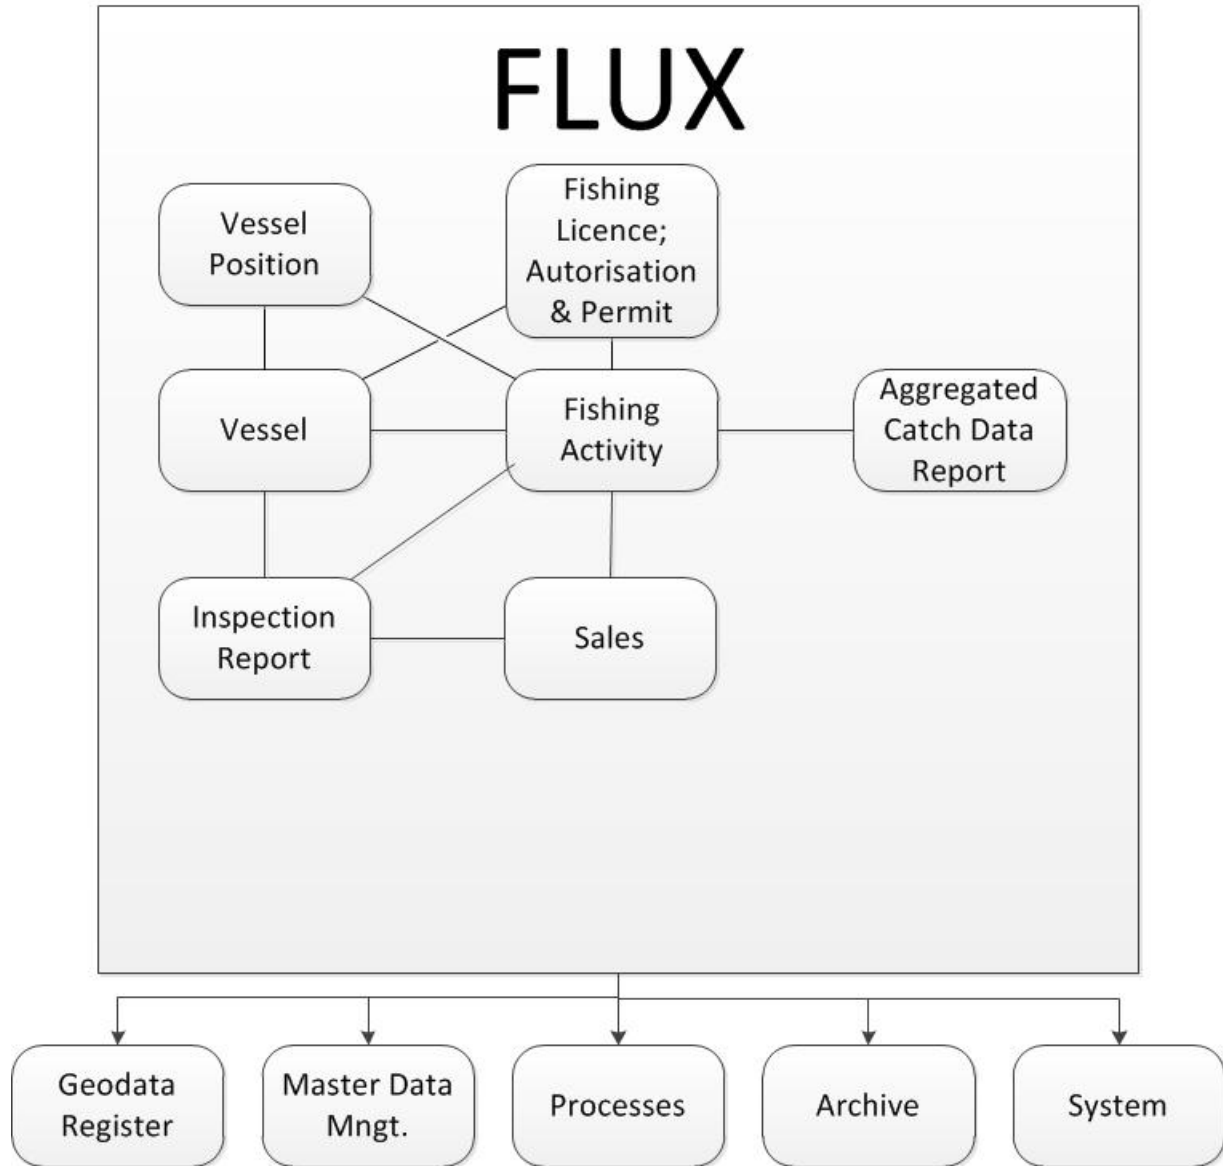 FLUX
Vessel
Position
Fishing
Licence;
Autorisation
& Permit
Vessel
Fishing
Activity
Aggregated
Catch Data
Report
Inspection
Report
Sales
Geodata
Register
Master Data
Mngt.
Processes
Archive
System